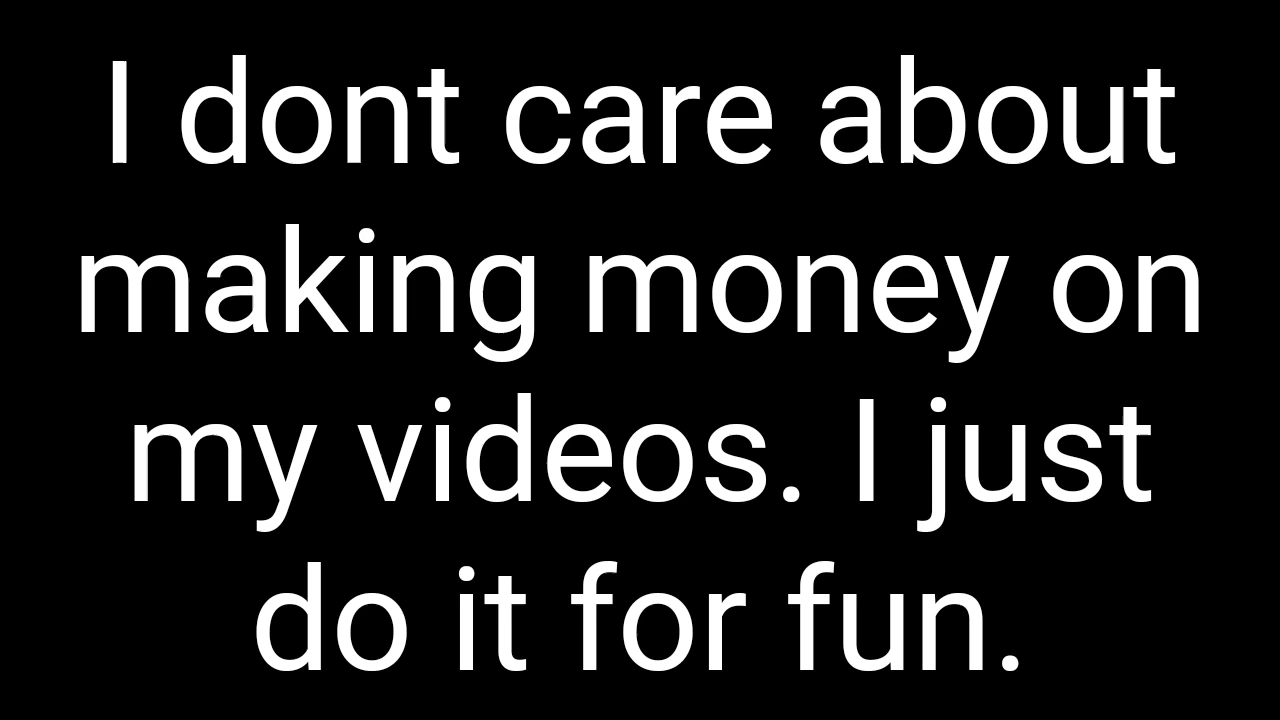 I dont care about
making money on
my videos. I just
do it for fun.